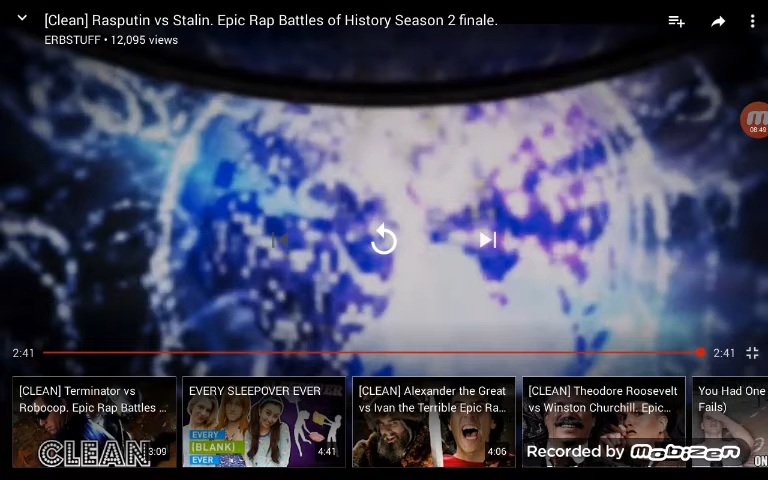 [Clean] Rasputin vs Stalin. Epic Rap Battles of History Season 2 finale.
ERBSTUFF • 12,095 views
m
08:49
2:41
2:41
[CLEAN] Terminator vs
Robocop. Epic Rap Battles ...
CLEAN
3:09
EVERY SLEEPOVER EVER
EVERY
(BLANK)
EVER
4:41
[CLEAN] Alexander the Great
vs Ivan the Terrible Epic Ra...
4:06
[CLEAN] Theodore Roosevelt
vs Winston Churchill. Epic...
You Had One
Fails)
ON
Recorded by mobizen